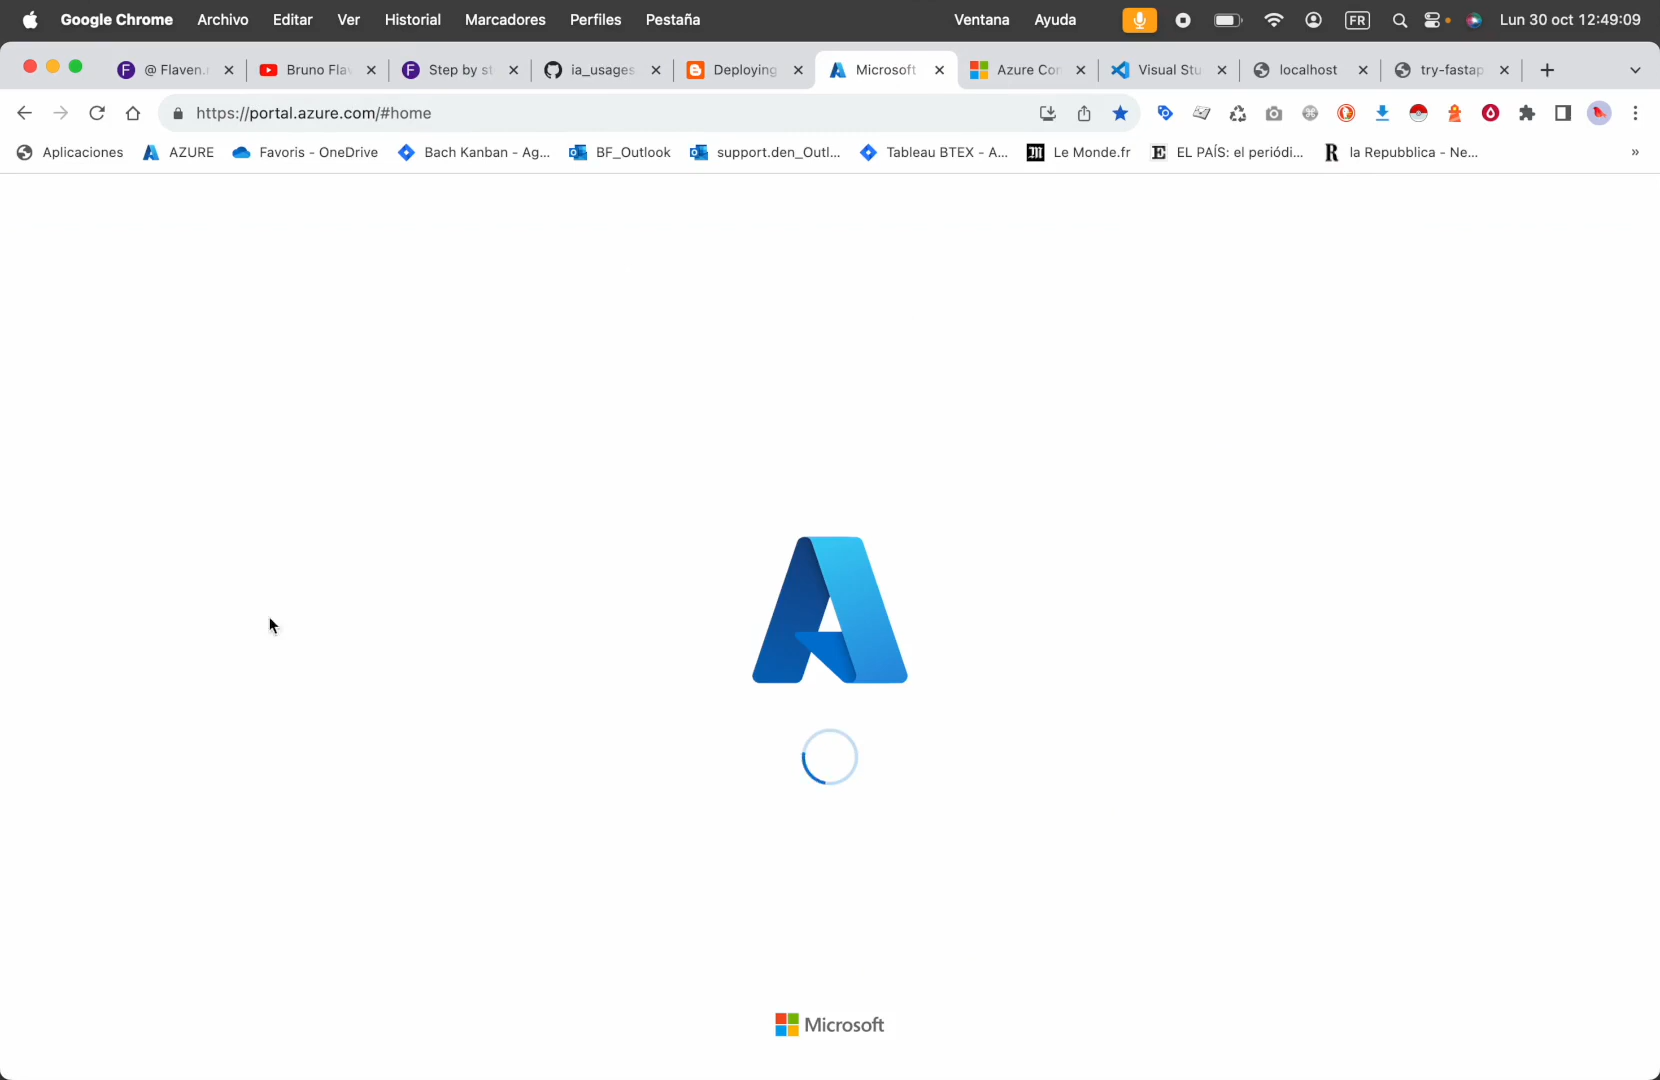 Google Chrome Archivo Editar Ver Historial Marcadores Perfiles Pestaña Ventana Ayuda FR Lun 30 oct 12:49:09
@ Flaven.r Bruno Fla Step by st ia_usages Deploying Microsoft Azure Con Visual Stu localhost try-fastap
https://portal.azure.com/#home
Aplicaciones AZURE Favoris - OneDrive Bach Kanban - Ag... BF_Outlook support.den_Outl... Tableau BTEX - A... Le Monde.fr EL PAÍS: el periódi... la Repubblica - Ne... »
Microsoft